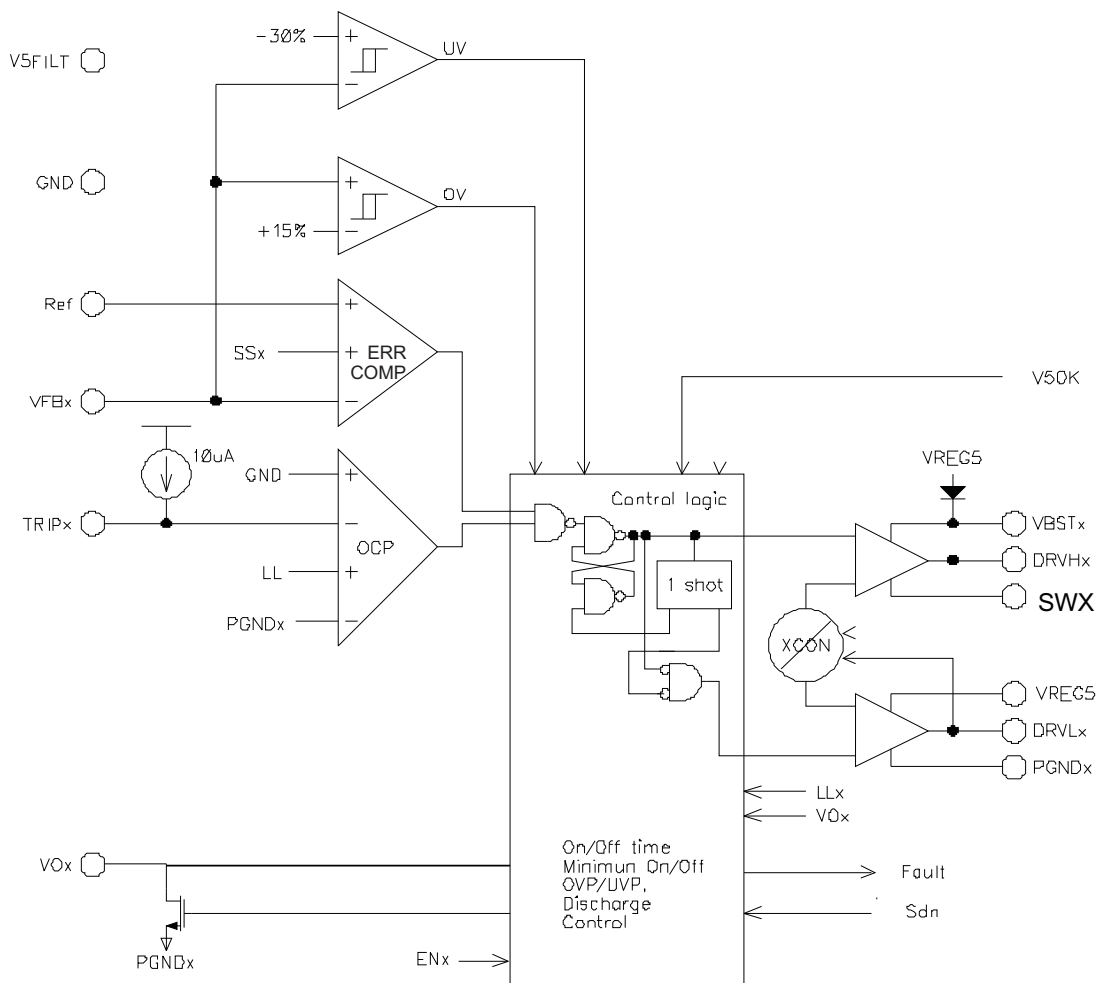 V5FILT
-30%
+
-
UV
GND
+
+15%
-
OV
Ref
+
SSx
+ ERR
COMP
VFBx
-
10uA
GND
+
TRIPx
-
OCP
LL
+
PGNDx
-
V5OK
Control logic
1 shot
VREG5
VBSTx
DRVHx
SWX
XCON
VREG5
DRVLx
PGNDx
LLx
VOx
On/Off time
Minimun On/Off
OVP/UVP,
Discharge
Control
Fault
Sdn
VOx
PGNDx
ENx